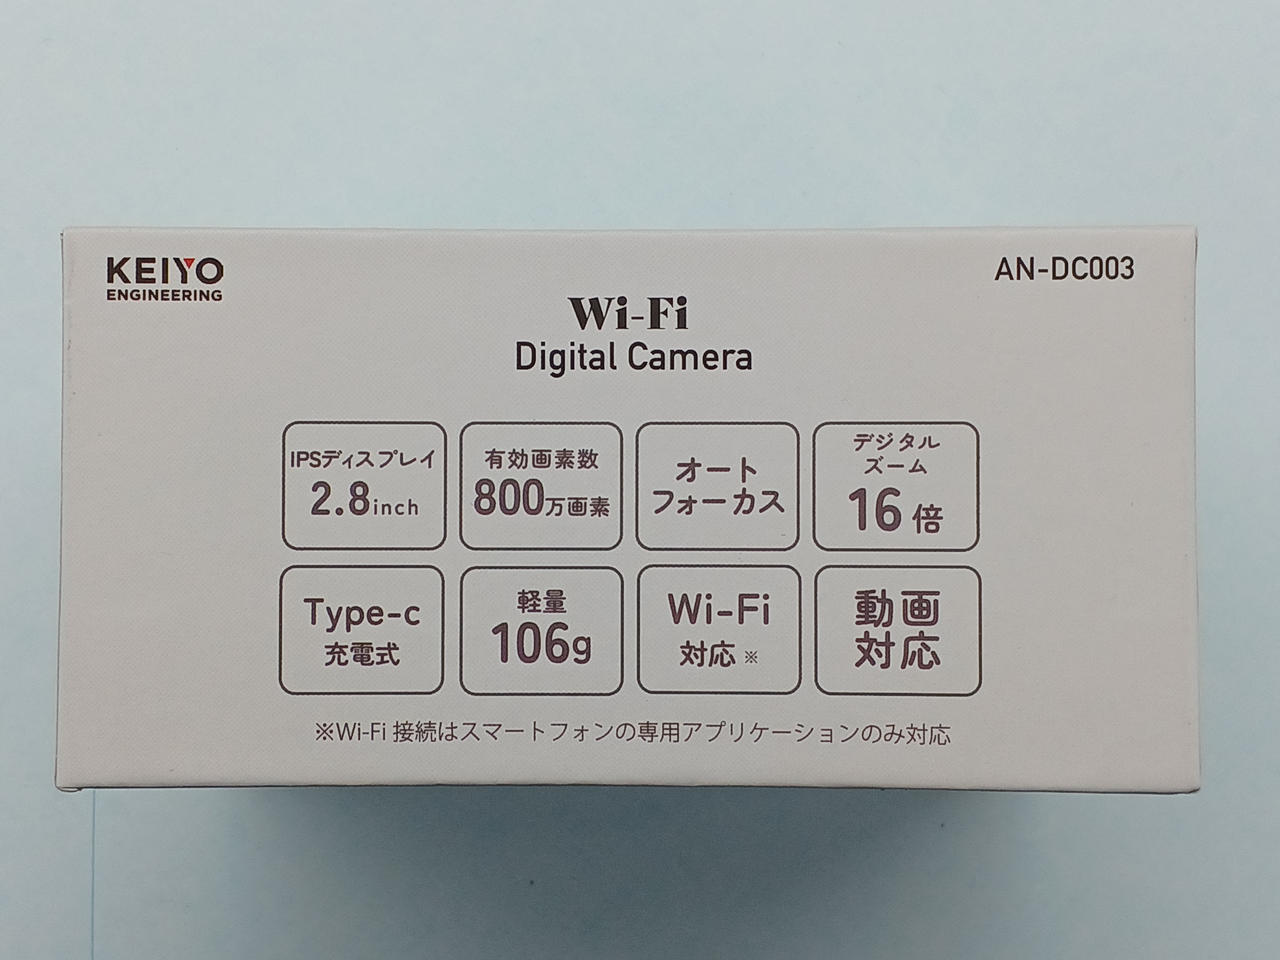 KEIYO
ENGINEERING
AN-DC003
Wi-Fi
Digital Camera
IPSディスプレイ
2.8inch
有効画素数
800万画素
オート
フォーカス
デジタル
ズーム
16倍
Type-c
充電式
軽量
106g
Wi-Fi
対応※
動画
対応
※Wi-Fi 接続はスマートフォンの専用アプリケーションのみ対応